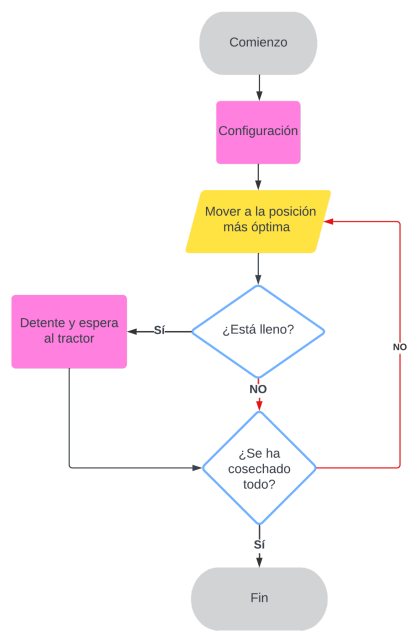 Comienzo
Configuración
Mover a la posición
más óptima
¿Está lleno?
Sí
Detente y espera
al tractor
NO
NO
¿Se ha
cosechado
todo?
Sí
Fin